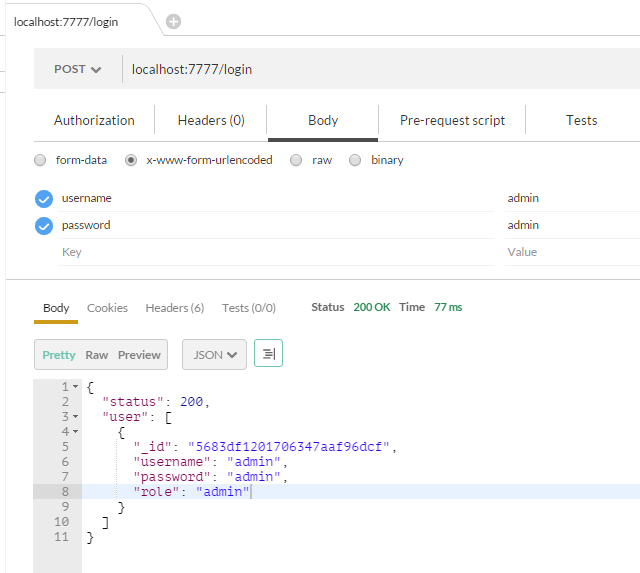 localhost:7777/login
POST localhost:7777/login
Authorization Headers (0) Body Pre-request script Tests
form-data x-www-form-urlencoded raw binary
username admin
password admin
Key Value
Body Cookies Headers (6) Tests (0/0) Status 200 OK Time 77 ms
Pretty Raw Preview JSON
1 {
2 "status": 200,
3 "user": [
4 {
5 "_id": "5683df1201706347aaf96dcf",
6 "username": "admin",
7 "password": "admin",
8 "role": "admin"
9 }
10 ]
11 }